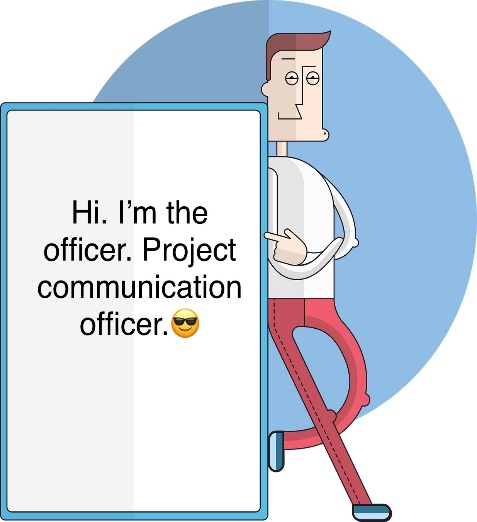 Hi. I’m the
officer. Project
communication
officer.😎